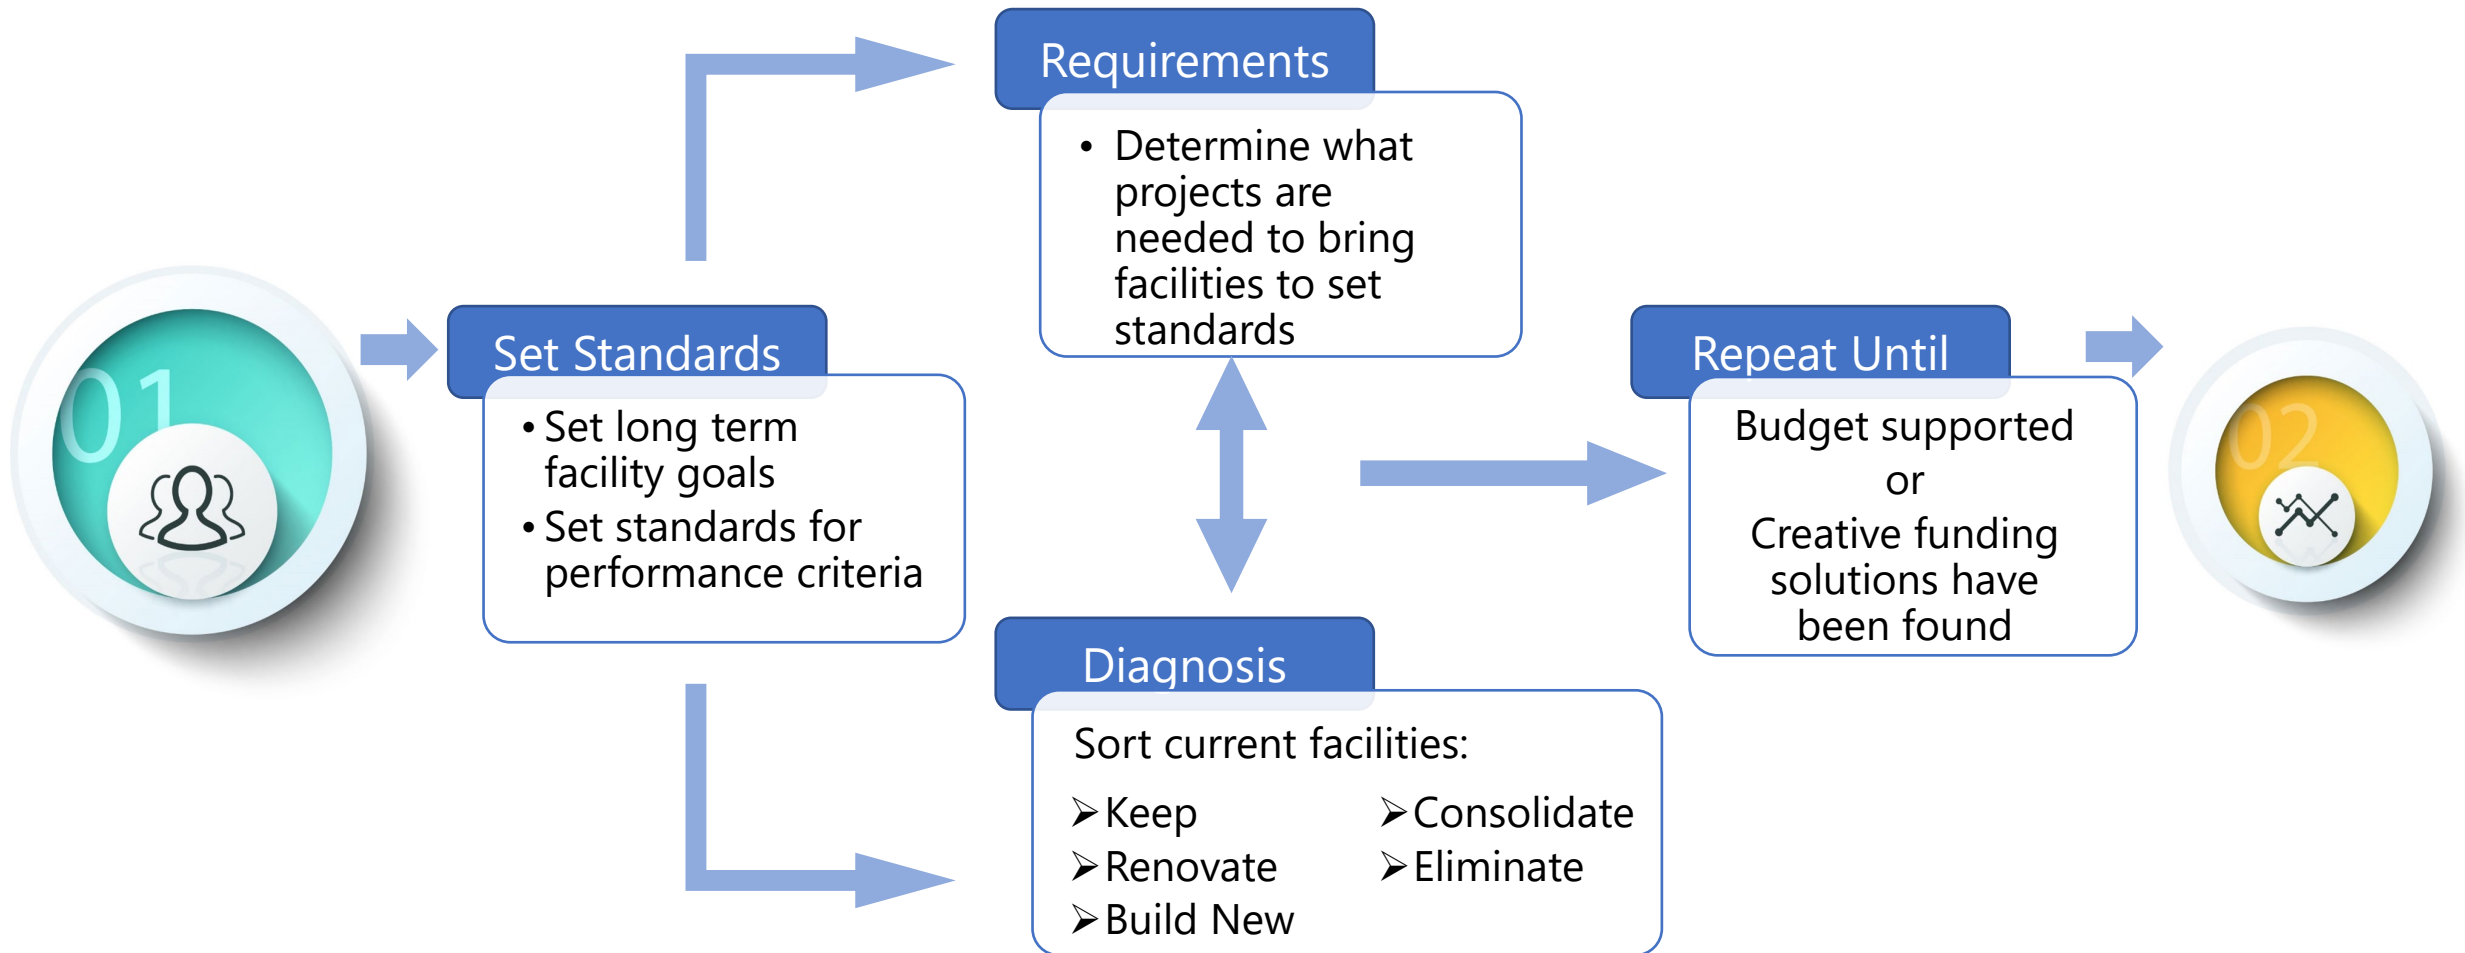 01
Set Standards
• Set long term
facility goals
• Set standards for
performance criteria
Requirements
• Determine what
projects are
needed to bring
facilities to set
standards
Diagnosis
Sort current facilities:
➢Keep
➢Renovate
➢Build New
➢Consolidate
➢Eliminate
Repeat Until
Budget supported
or
Creative funding
solutions have
been found
02